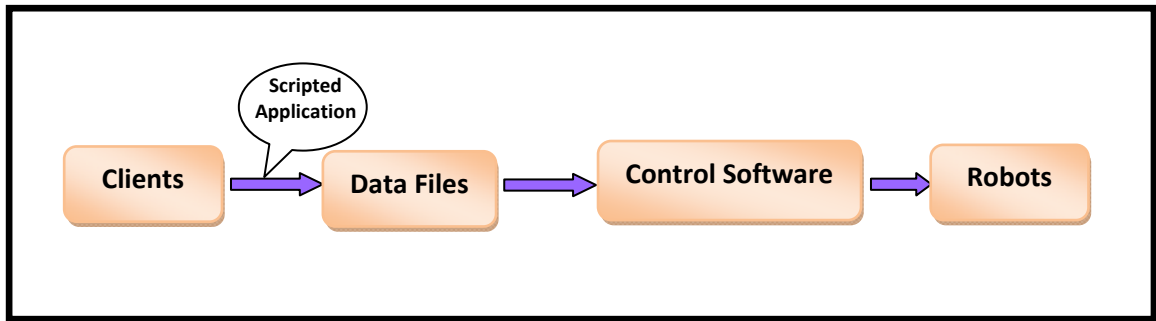 Scripted
Application
Clients
Data Files
Control Software
Robots